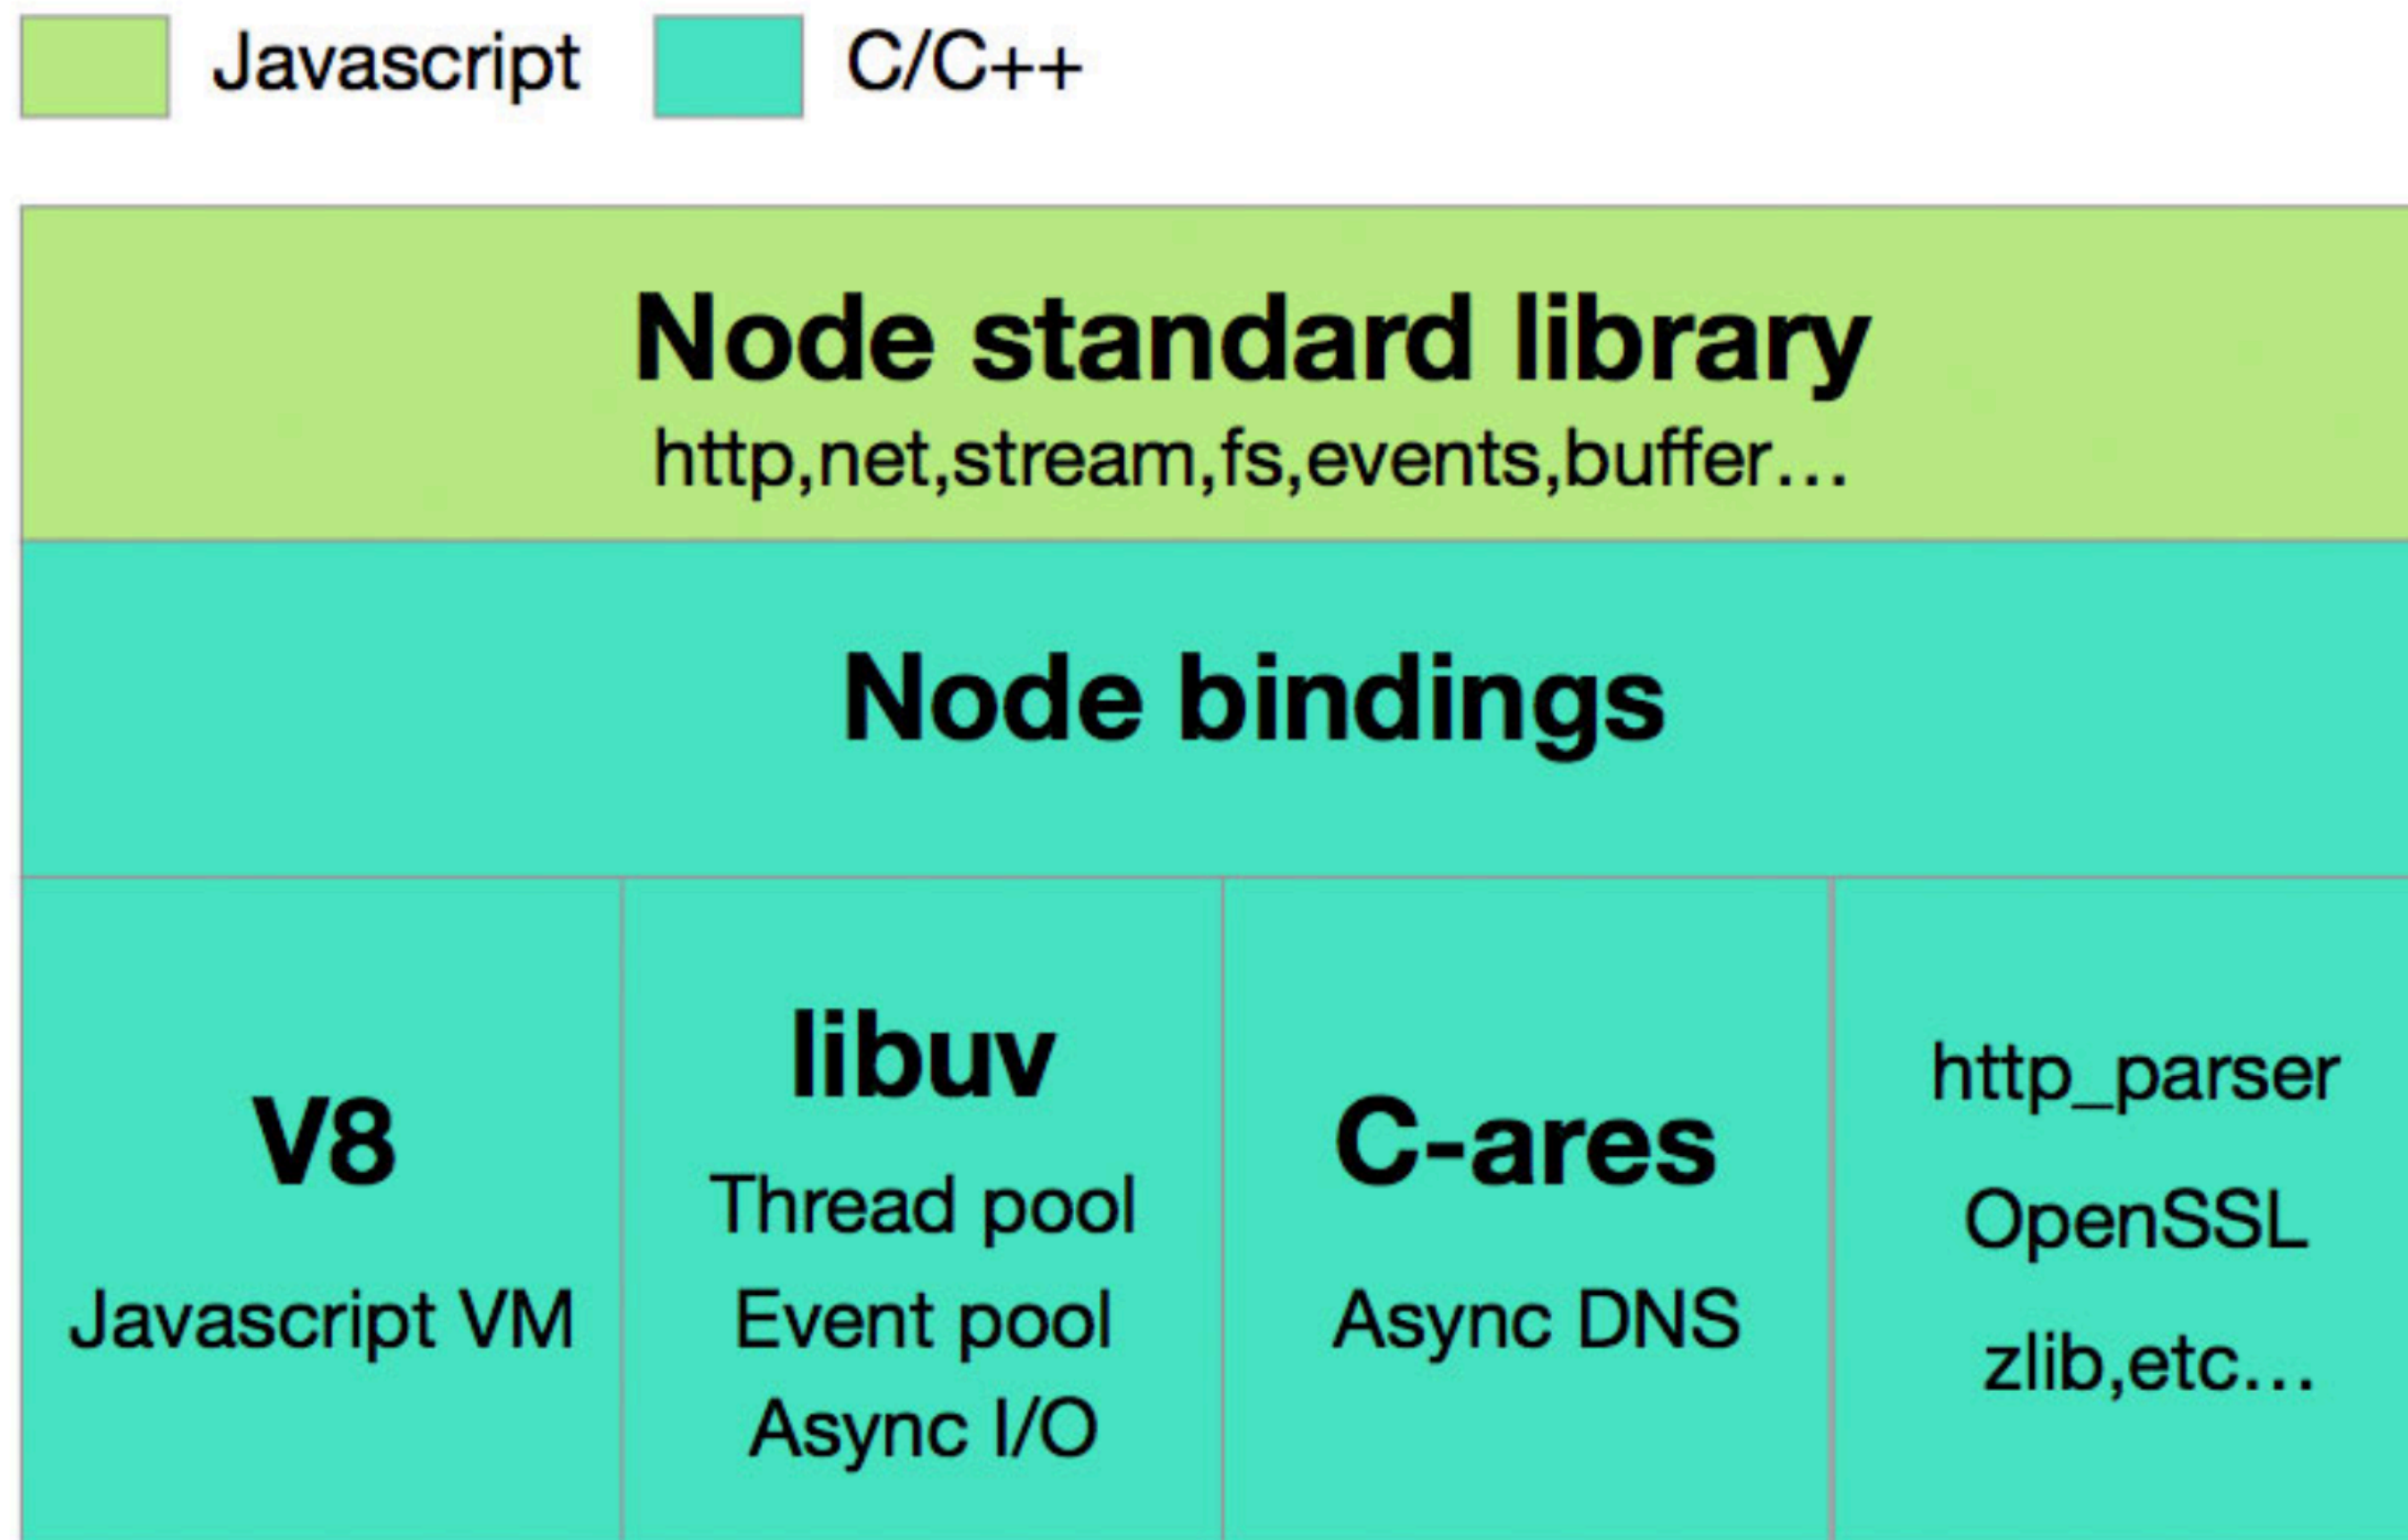 Javascript
C/C++
Node standard library
http,net,stream,fs,events,buffer…
Node bindings
V8
Javascript VM
libuv
Thread pool
Event pool
Async I/O
C-ares
Async DNS
http_parser
OpenSSL
zlib,etc…